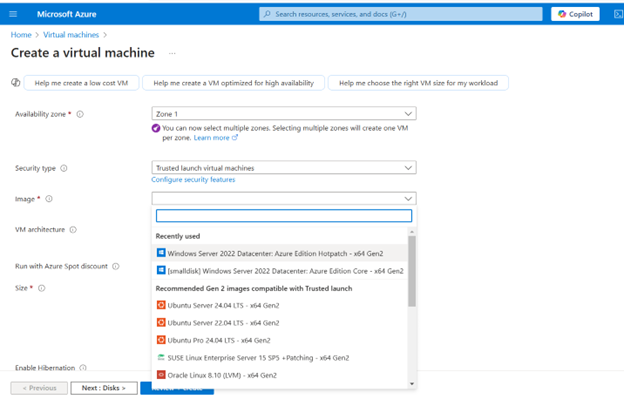 Microsoft Azure
Search resources, services, and docs (G+/)
Copilot
Home > Virtual machines >
Create a virtual machine ...
Help me create a low cost VM
Help me create a VM optimized for high availability
Help me choose the right VM size for my workload
Availability zone *
Zone 1
You can now select multiple zones. Selecting multiple zones will create one VM
per zone. Learn more
Security type
Trusted launch virtual machines
Configure security features
Image *
VM architecture
Recently used
Windows Server 2022 Datacenter: Azure Edition Hotpatch - x64 Gen2
Run with Azure Spot discount
[smalldisk] Windows Server 2022 Datacenter: Azure Edition Core - x64 Gen2
Size *
Recommended Gen 2 images compatible with Trusted launch
Ubuntu Server 24.04 LTS - x64 Gen2
Ubuntu Server 22.04 LTS - x64 Gen2
Ubuntu Pro 24.04 LTS - x64 Gen2
SUSE Linux Enterprise Server 15 SP5 +Patching - x64 Gen2
Enable Hibernation
Oracle Linux 8.10 (LVM) - x64 Gen2
< Previous
Next : Disks >